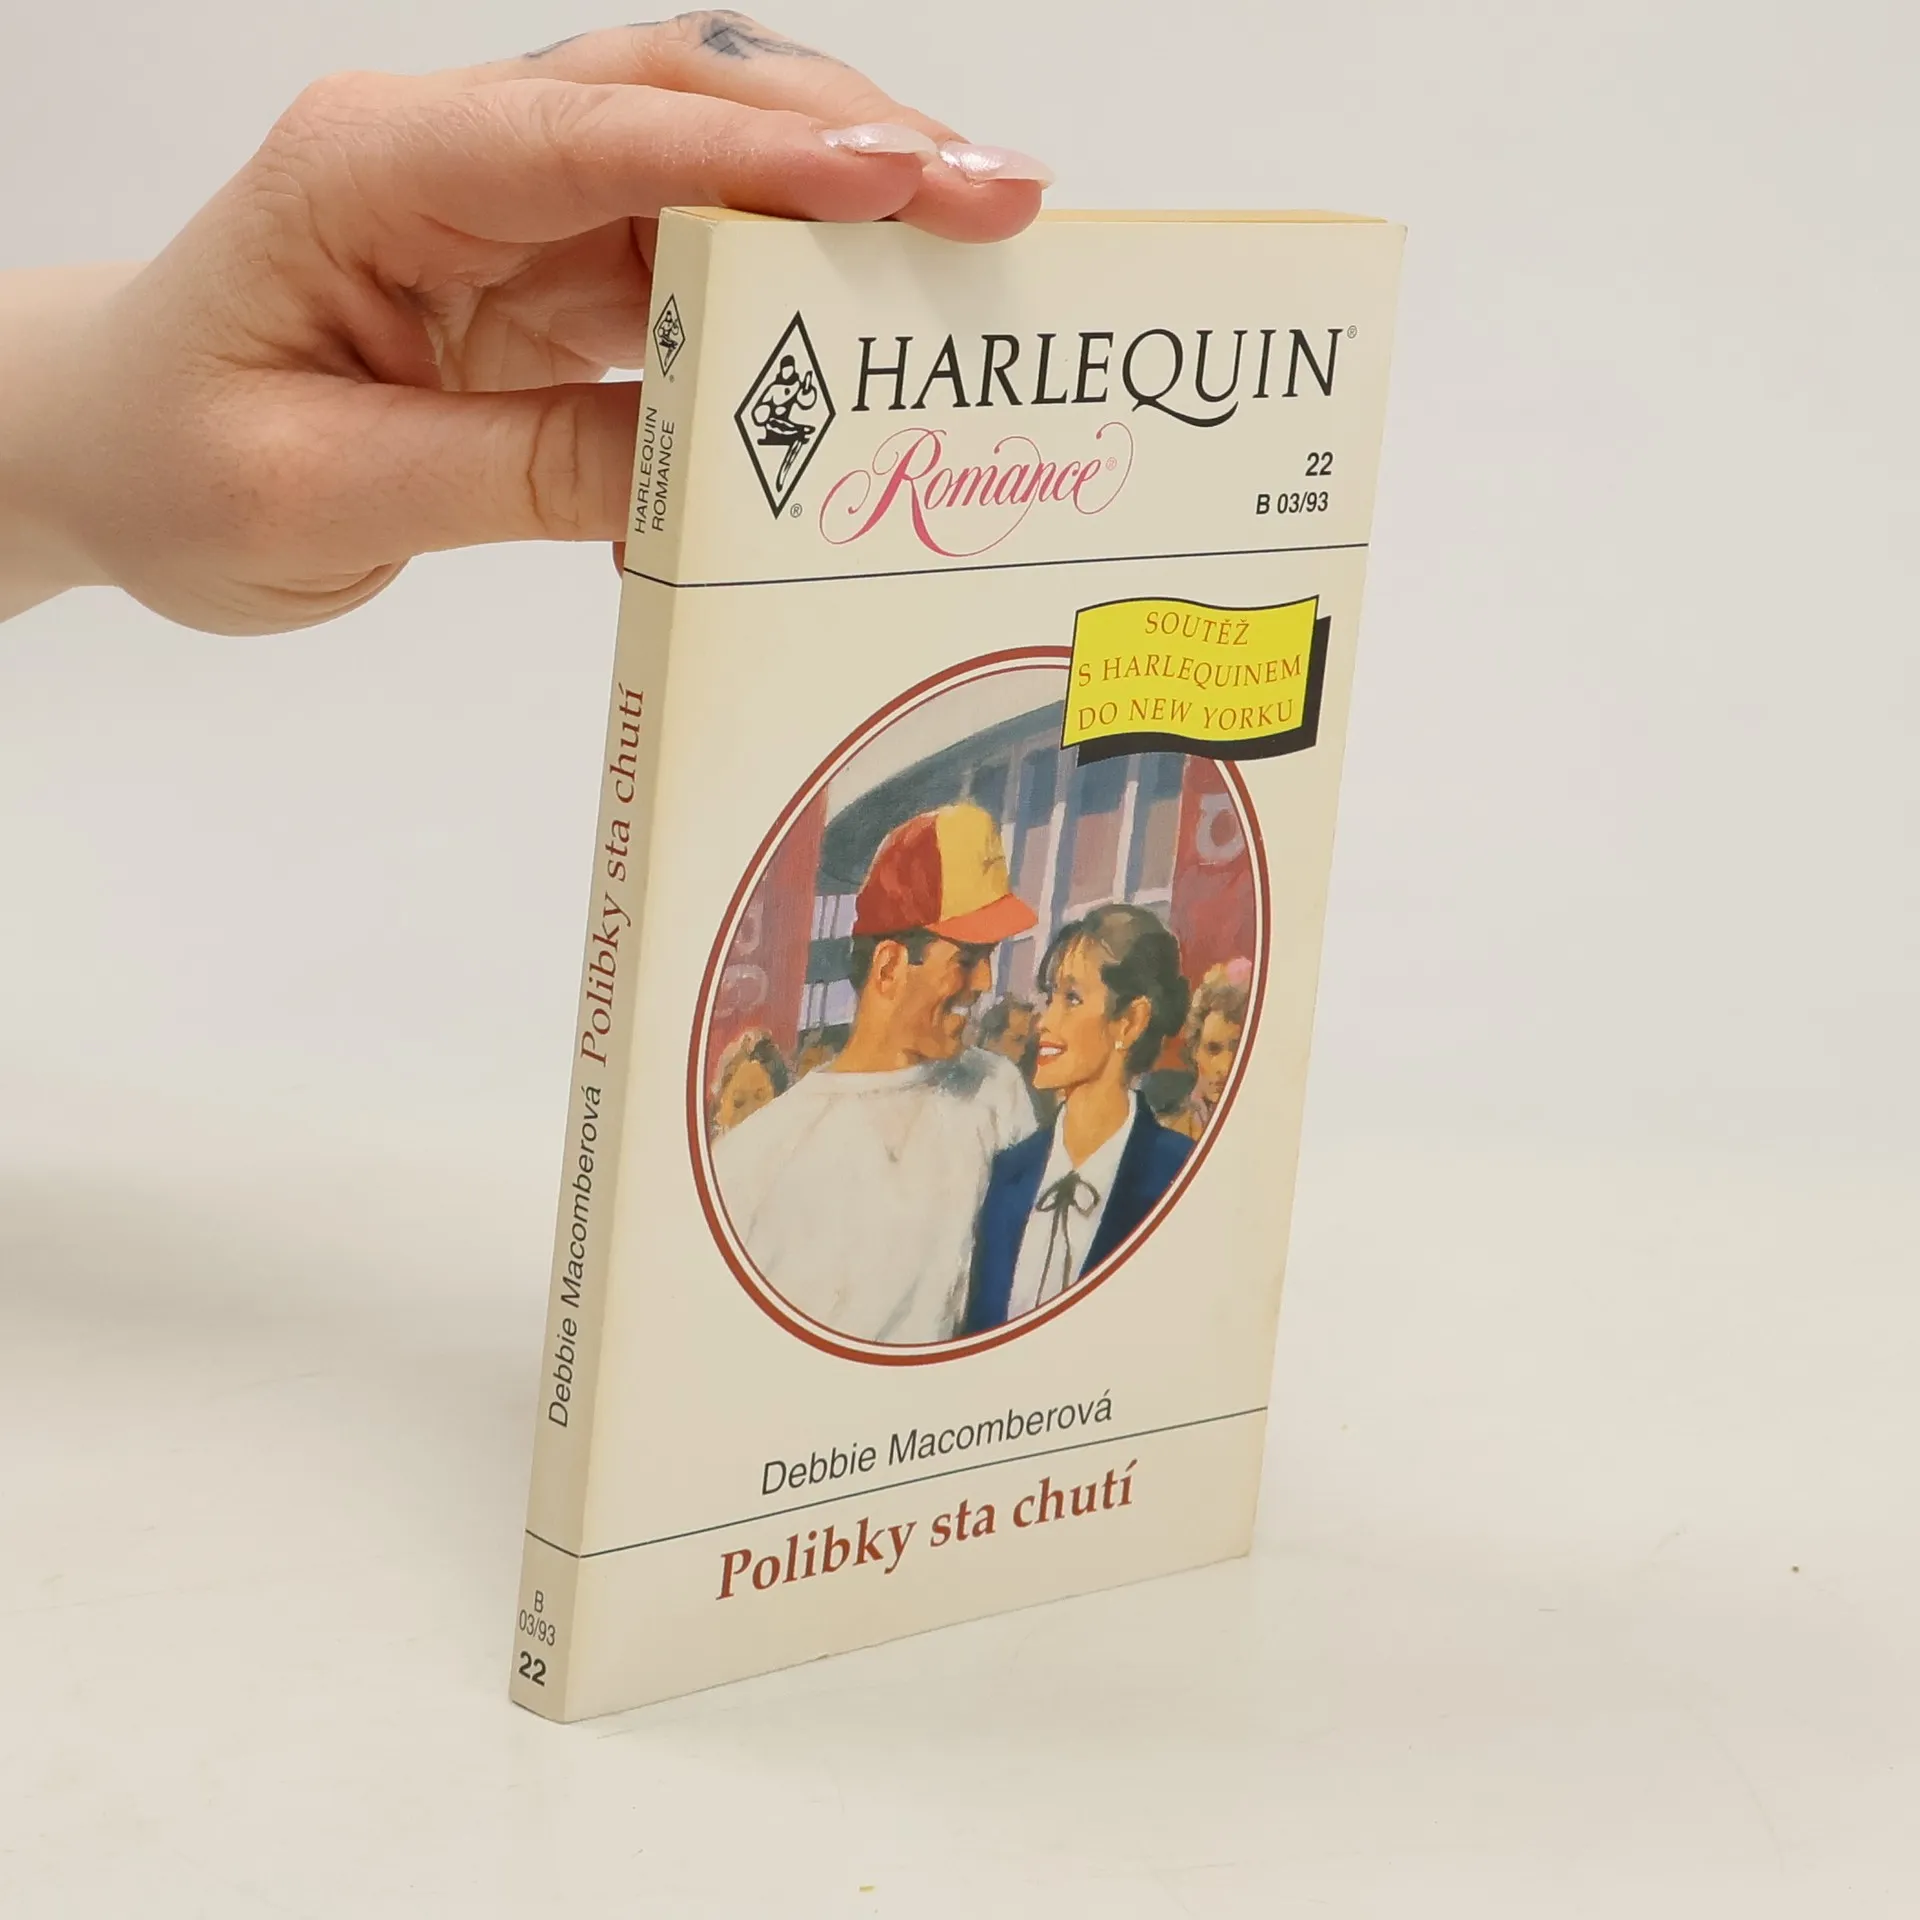 HARLEQUIN®
Romance®
22
B 03/93
SOUTĚŽ
S HARLEQUINEM
DO NEW YORKU
Debbie Macomberová
Polibky sta chutí
HARLEQUIN
ROMANCE
Debbie Macomberová Polibky sta chutí
B
03/93
22